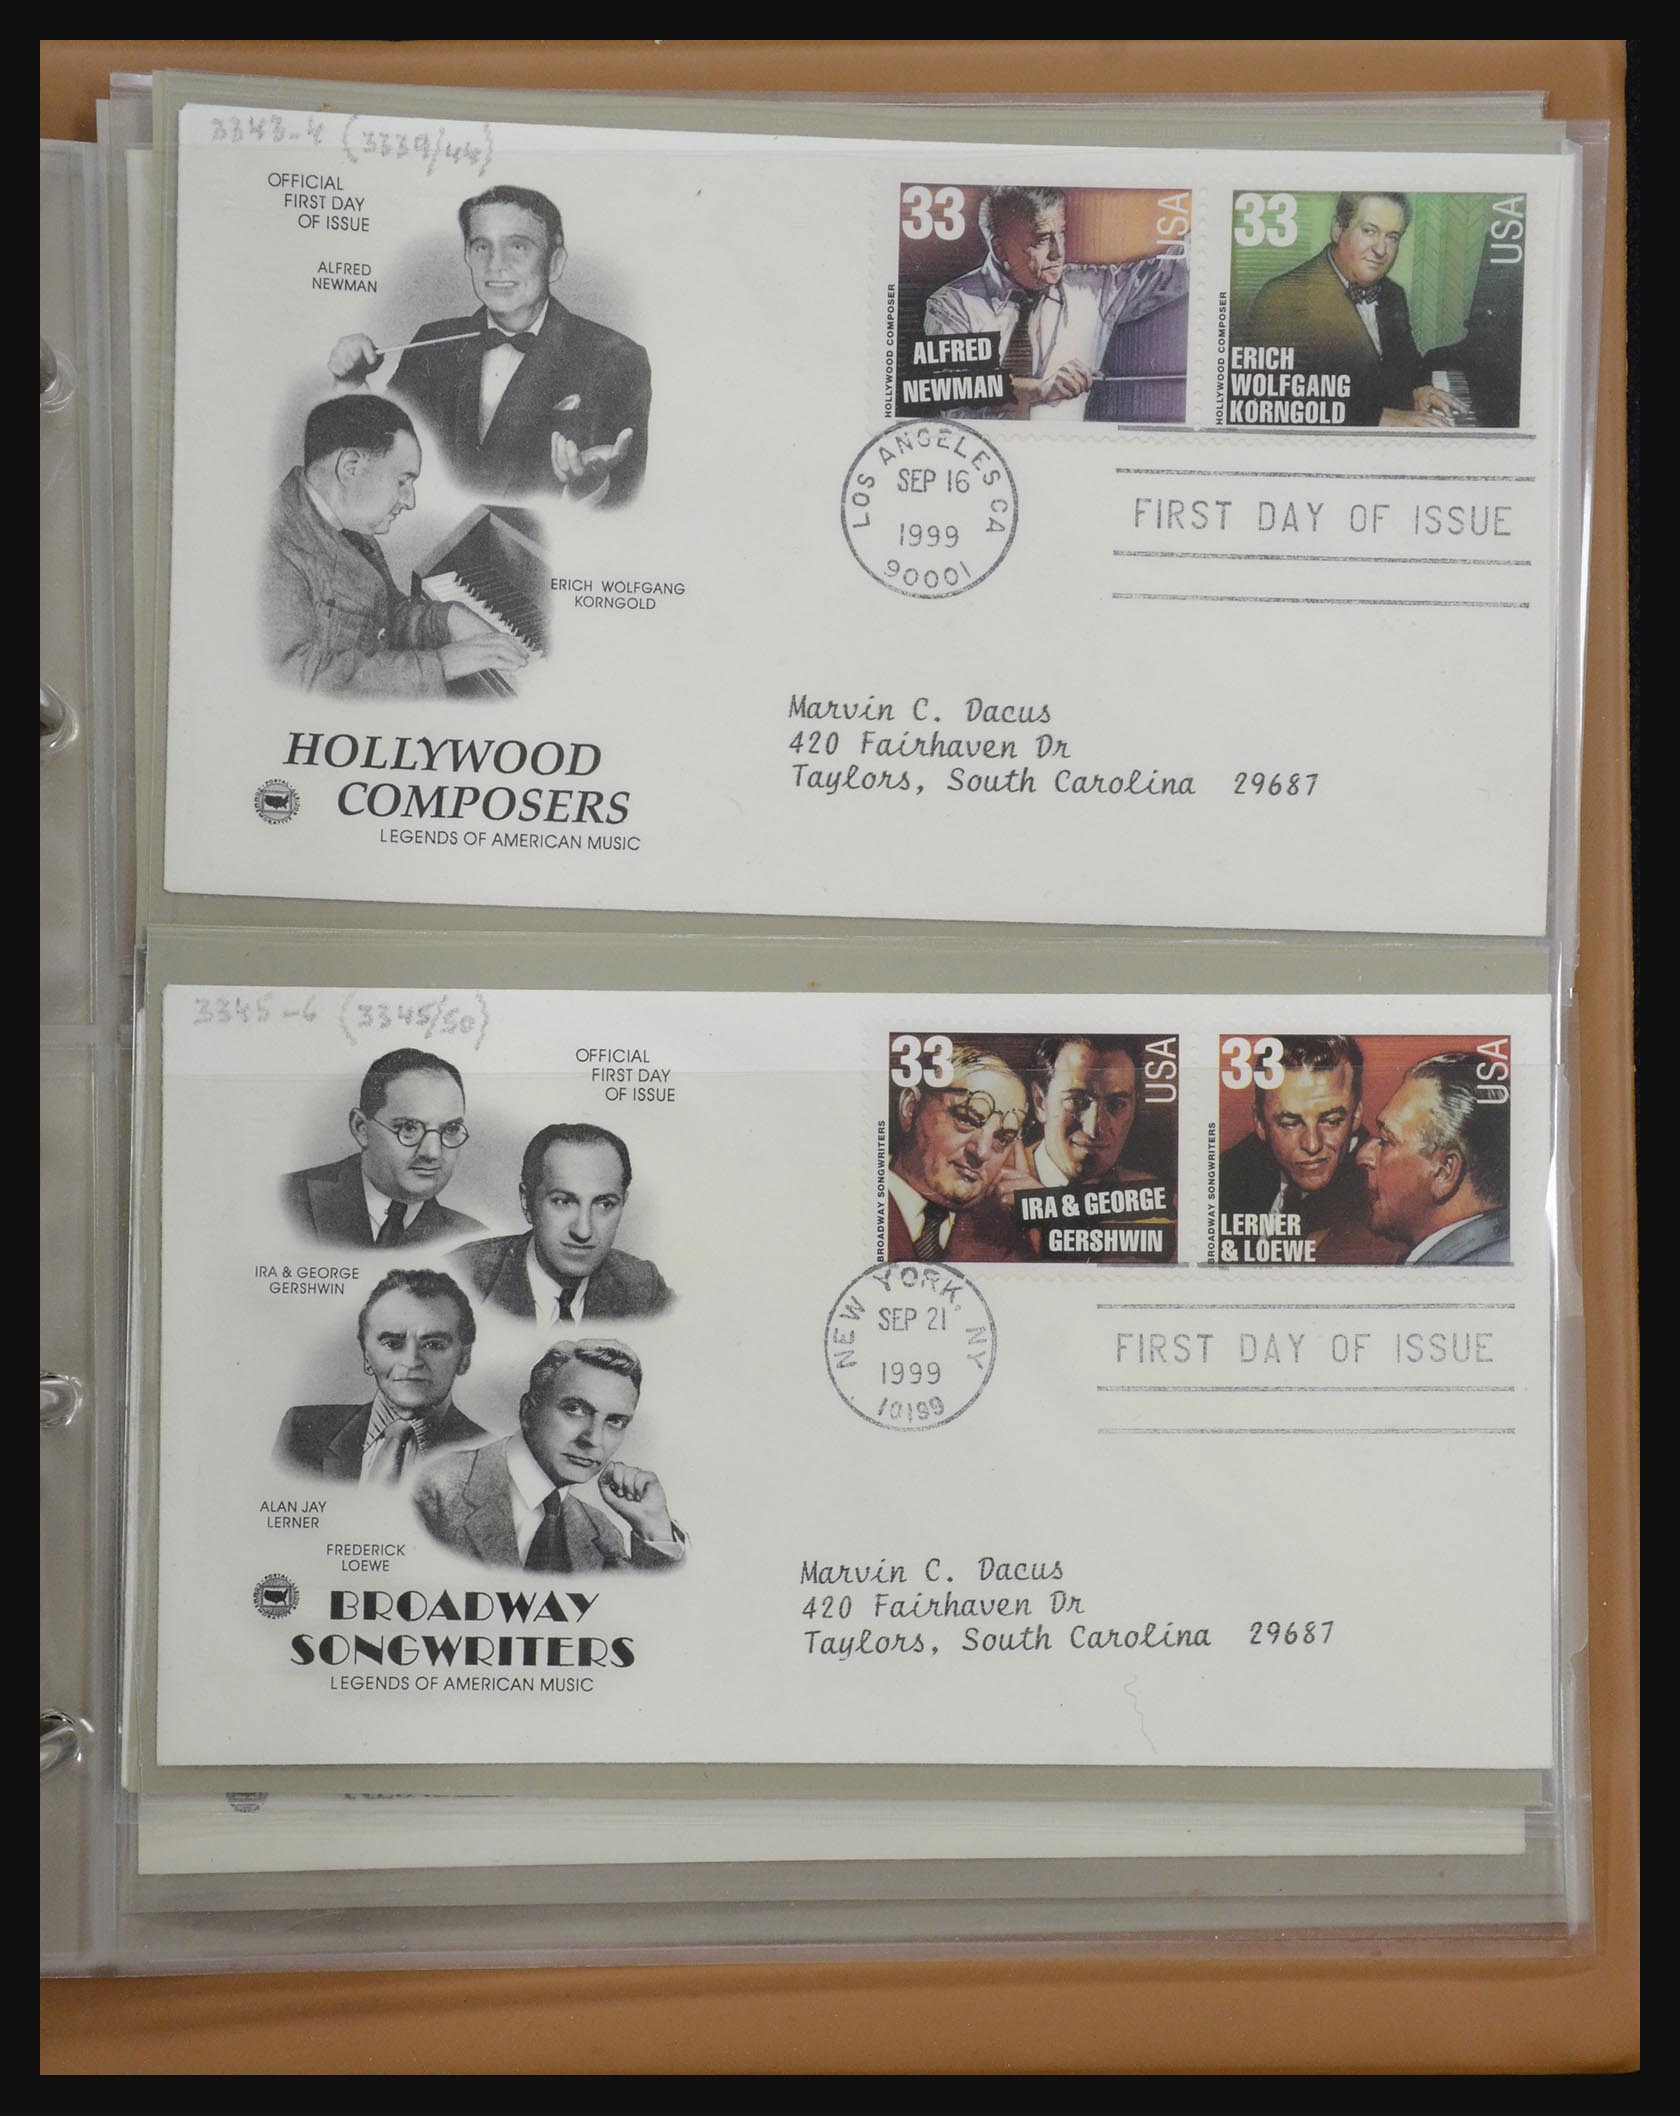 3343-4 (3339/44)
OFFICIAL
FIRST DAY
OF ISSUE
ALFRED
NEWMAN
ERICH WOLFGANG
KORNGOLD
HOLLYWOOD
COMPOSERS
LEGENDS OF AMERICAN MUSIC
33
USA
HOLLYWOOD COMPOSER
ALFRED
NEWMAN
33
USA
HOLLYWOOD COMPOSER
ERICH
WOLFGANG
KORNGOLD
LOS ANGELES CA
SEP 16
1999
90001
FIRST DAY OF ISSUE
Marvin C. Dacus
420 Fairhaven Dr
Taylors, South Carolina 29687
3345-6 (3345/50)
OFFICIAL
FIRST DAY
OF ISSUE
IRA & GEORGE
GERSHWIN
ALAN JAY
LERNER
FREDERICK
LOEWE
BROADWAY
SONGWRITERS
LEGENDS OF AMERICAN MUSIC
33
USA
BROADWAY SONGWRITERS
IRA & GEORGE
GERSHWIN
33
USA
BROADWAY SONGWRITERS
LERNER
& LOEWE
NEW YORK, NY
SEP 21
1999
10199
FIRST DAY OF ISSUE
Marvin C. Dacus
420 Fairhaven Dr
Taylors, South Carolina 29687